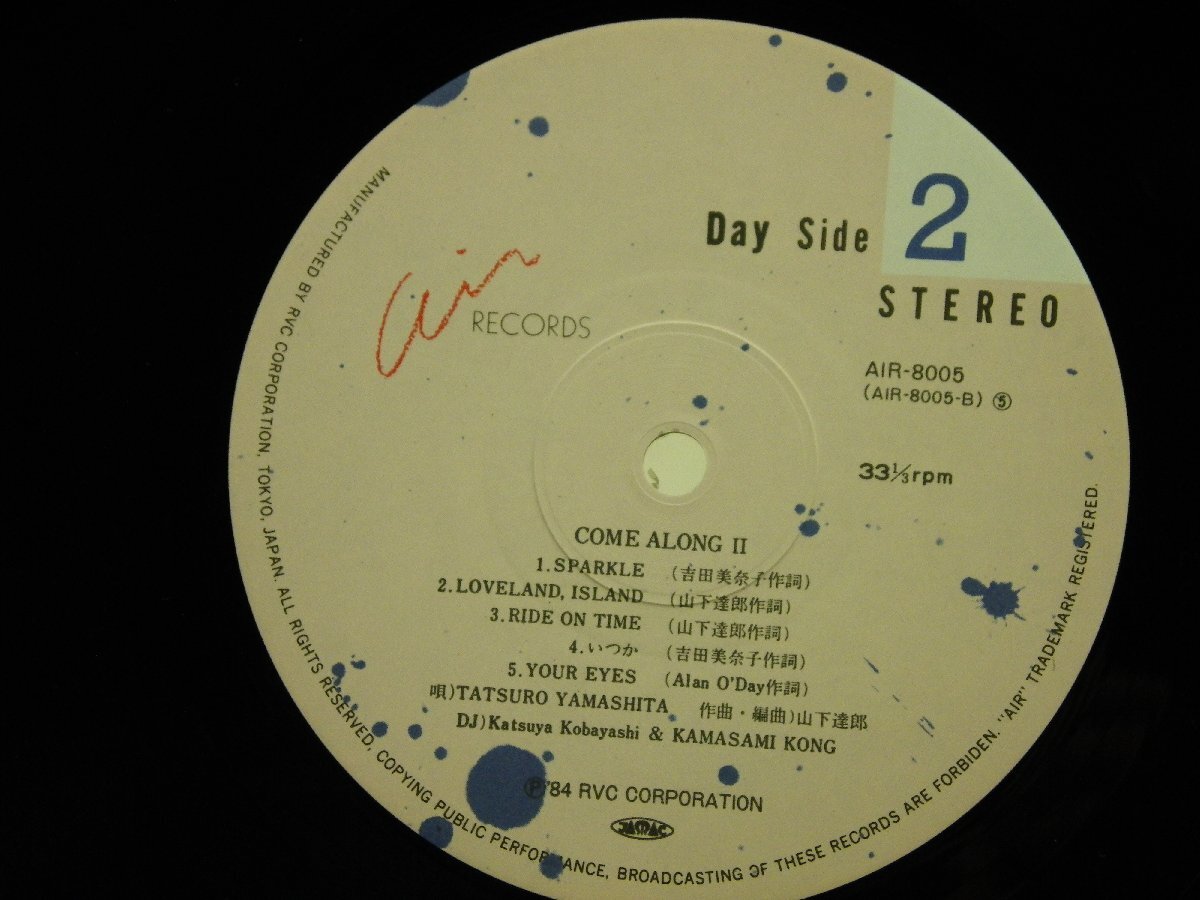 Day Side 2
STEREO
air
RECORDS
AIR-8005
(AIR-8005-B) ⑤
33 1/3 rpm
COME ALONG II
1.SPARKLE (吉田美奈子作詞)
2.LOVELAND, ISLAND (山下達郎作詞)
3.RIDE ON TIME (山下達郎作詞)
4.いつか (吉田美奈子作詞)
5.YOUR EYES (Alan O'Day作詞)
唄)TATSURO YAMASHITA 作曲・編曲)山下達郎
DJ)Katsuya Kobayashi & KAMASAMI KONG
Ⓟ '84 RVC CORPORATION
JASRAC
MANUFACTURED BY RVC CORPORATION, TOKYO, JAPAN. ALL RIGHTS RESERVED, COPYING PUBLIC PERFORMANCE, BROADCASTING OF THESE RECORDS ARE FORBIDDEN. "AIR" TRADEMARK REGISTERED.